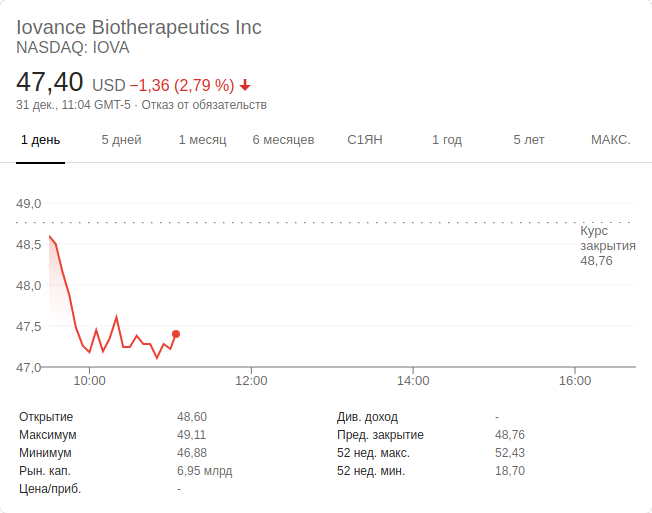 Iovance Biotherapeutics Inc
NASDAQ: IOVA
47,40 USD −1,36 (2,79 %)
31 дек., 11:04 GMT-5 · Отказ от обязательств
1 день 5 дней 1 месяц 6 месяцев С1ЯН 1 год 5 лет МАКС.
49,0
Курс
закрытия
48,76
48,5
48,0
47,5
47,0
10:00 12:00 14:00 16:00
Открытие 48,60 Див. доход -
Максимум 49,11 Пред. закрытие 48,76
Минимум 46,88 52 нед. макс. 52,43
Рын. кап. 6,95 млрд 52 нед. мин. 18,70
Цена/приб. -